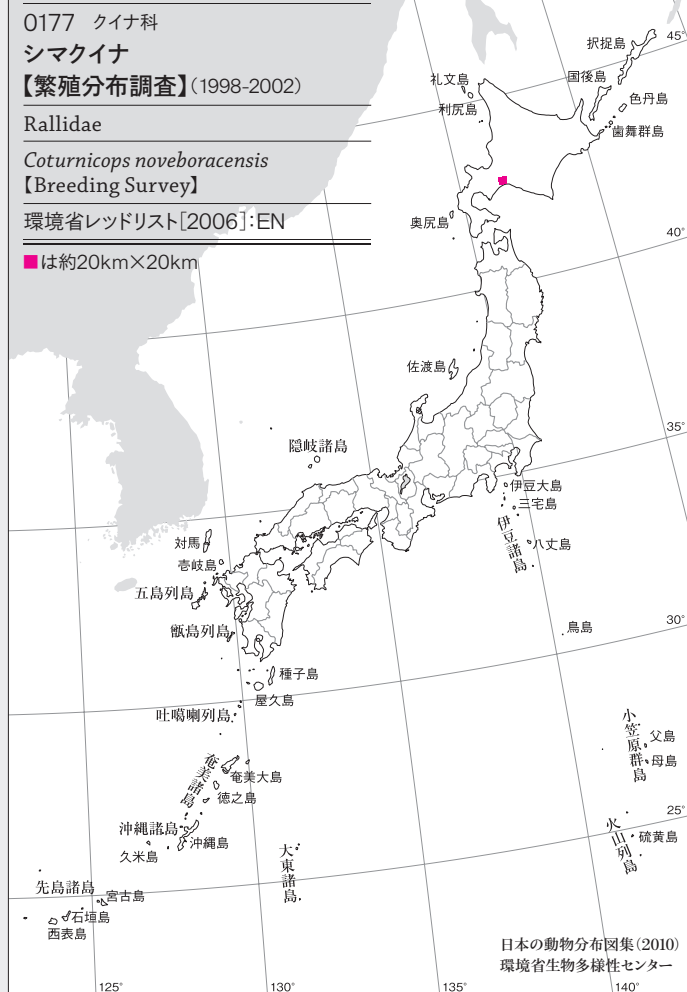 0177 クイナ科
シマクイナ
【繁殖分布調査】(1998-2002)
Rallidae
Coturnicops noveboracensis
【Breeding Survey】
環境省レッドリスト[2006]:EN
■は約20km×20km
45°
択捉島
国後島
礼文島
色丹島
利尻島
歯舞群島
奥尻島
40°
佐渡島
35°
隠岐諸島
伊豆大島
三宅島
伊豆諸島
八丈島
対馬
壱岐島
五島列島
甑島列島
鳥島
30°
種子島
屋久島
吐噶喇列島
小笠原群島
父島
母島
奄美諸島
奄美大島
徳之島
25°
沖縄諸島
沖縄島
久米島
大東諸島
火山列島
硫黄島
先島諸島
宮古島
石垣島
西表島
日本の動物分布図集(2010)
環境省生物多様性センター
125°
130°
135°
140°